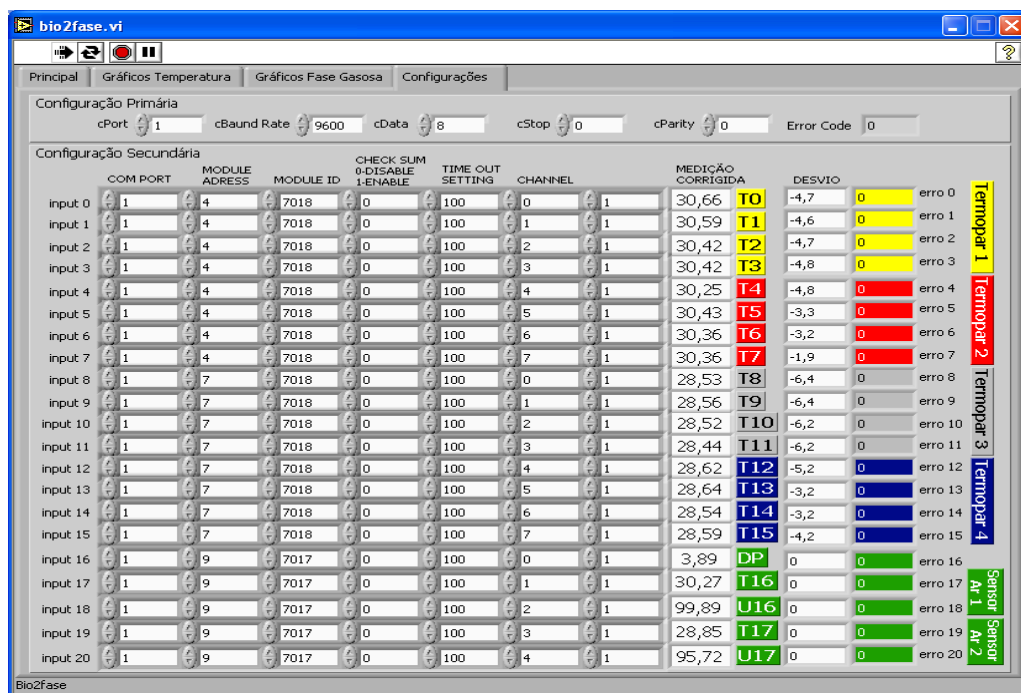 bio2fase.vi
?
Principal Gráficos Temperatura Gráficos Fase Gasosa Configurações
Configuração Primária
cPort 1 cBaund Rate 9600 cData 8 cStop 0 cParity 0 Error Code 0
Configuração Secundária
COM PORT MODULE ADRESS MODULE ID CHECK SUM 0-DISABLE 1-ENABLE TIME OUT SETTING CHANNEL MEDIÇÃO CORRIGIDA DESVIO
input 0 1 4 7018 0 100 0 1 30,66 T0 -4,7 0 erro 0
input 1 1 4 7018 0 100 1 1 30,59 T1 -4,6 0 erro 1
input 2 1 4 7018 0 100 2 1 30,42 T2 -4,7 0 erro 2
input 3 1 4 7018 0 100 3 1 30,42 T3 -4,8 0 erro 3
Termopar 1
input 4 1 4 7018 0 100 4 1 30,25 T4 -4,8 0 erro 4
input 5 1 4 7018 0 100 5 1 30,43 T5 -3,3 0 erro 5
input 6 1 4 7018 0 100 6 1 30,36 T6 -3,2 0 erro 6
input 7 1 4 7018 0 100 7 1 30,36 T7 -1,9 0 erro 7
Termopar 2
input 8 1 7 7018 0 100 0 1 28,53 T8 -6,4 0 erro 8
input 9 1 7 7018 0 100 1 1 28,56 T9 -6,4 0 erro 9
input 10 1 7 7018 0 100 2 1 28,52 T10 -6,2 0 erro 10
input 11 1 7 7018 0 100 3 1 28,44 T11 -6,2 0 erro 11
Termopar 3
input 12 1 7 7018 0 100 4 1 28,62 T12 -5,2 0 erro 12
input 13 1 7 7018 0 100 5 1 28,64 T13 -3,2 0 erro 13
input 14 1 7 7018 0 100 6 1 28,54 T14 -3,2 0 erro 14
input 15 1 7 7018 0 100 7 1 28,59 T15 -4,2 0 erro 15
Termopar 4
input 16 1 9 7017 0 100 0 1 3,89 DP 0 0 erro 16
input 17 1 9 7017 0 100 1 1 30,27 T16 0 0 erro 17
input 18 1 9 7017 0 100 2 1 99,89 U16 0 0 erro 18
Sensor Ar 1
input 19 1 9 7017 0 100 3 1 28,85 T17 0 0 erro 19
input 20 1 9 7017 0 100 4 1 95,72 U17 0 0 erro 20
Sensor Ar 2
Bio2fase